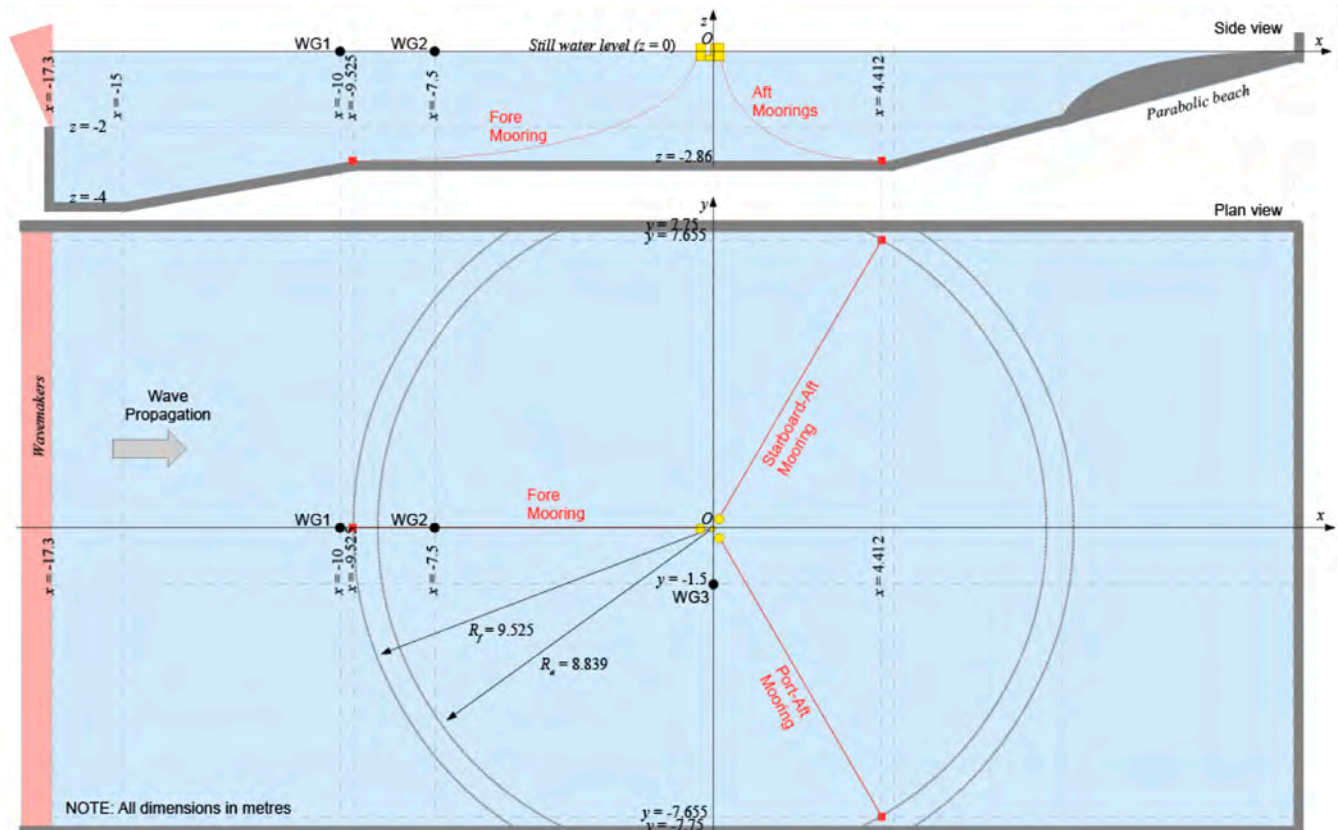 z
Side view
WG1
WG2
Still water level (z = 0)
O
x
x = -17.3
x = -15
x = -10
x = -9.525
x = -7.5
x = 4.412
Aft
Moorings
Fore
Mooring
Parabolic beach
z = -2
z = -2.86
z = -4
y
Plan view
y = 7.75
y = 7.655
Wavemakers
Wave
Propagation
Starboard-Aft
Mooring
Fore
Mooring
WG1
WG2
O
x
x = -17.3
x = -10
x = -9.525
x = -7.5
x = 4.412
y = -1.5
WG3
R_f = 9.525
R_a = 8.839
Port-Aft
Mooring
NOTE: All dimensions in metres
y = -7.655
y = -7.75